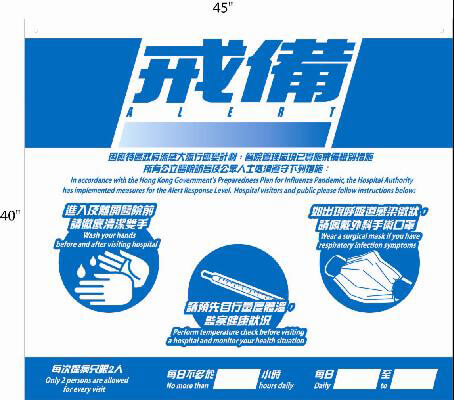 45"
40"
戒備
ALERT
因應特區政府流感大流行應變計劃，醫院管理局現已實施戒備級別措施
所有公立醫院訪客及公眾人士必須遵守下列措施：
In accordance with the Hong Kong Government's Preparedness Plan for Influenza Pandemic, the Hospital Authority
has implemented measures for the Alert Response Level. Hospital visitors and public please follow instructions below:
進入及離開醫院前
請徹底清潔雙手
Wash your hands
before and after visiting hospital
如出現呼吸道感染徵狀，
請佩戴外科手術口罩
Wear a surgical mask if you have
respiratory infection symptoms
請預先自行量度體溫，
監察健康狀況
Perform temperature check before visiting
a hospital and monitor your health situation
每次探病只限2人
Only 2 persons are allowed
for every visit
每日不多於 小時
No more than hours daily
每日 至
Daily to